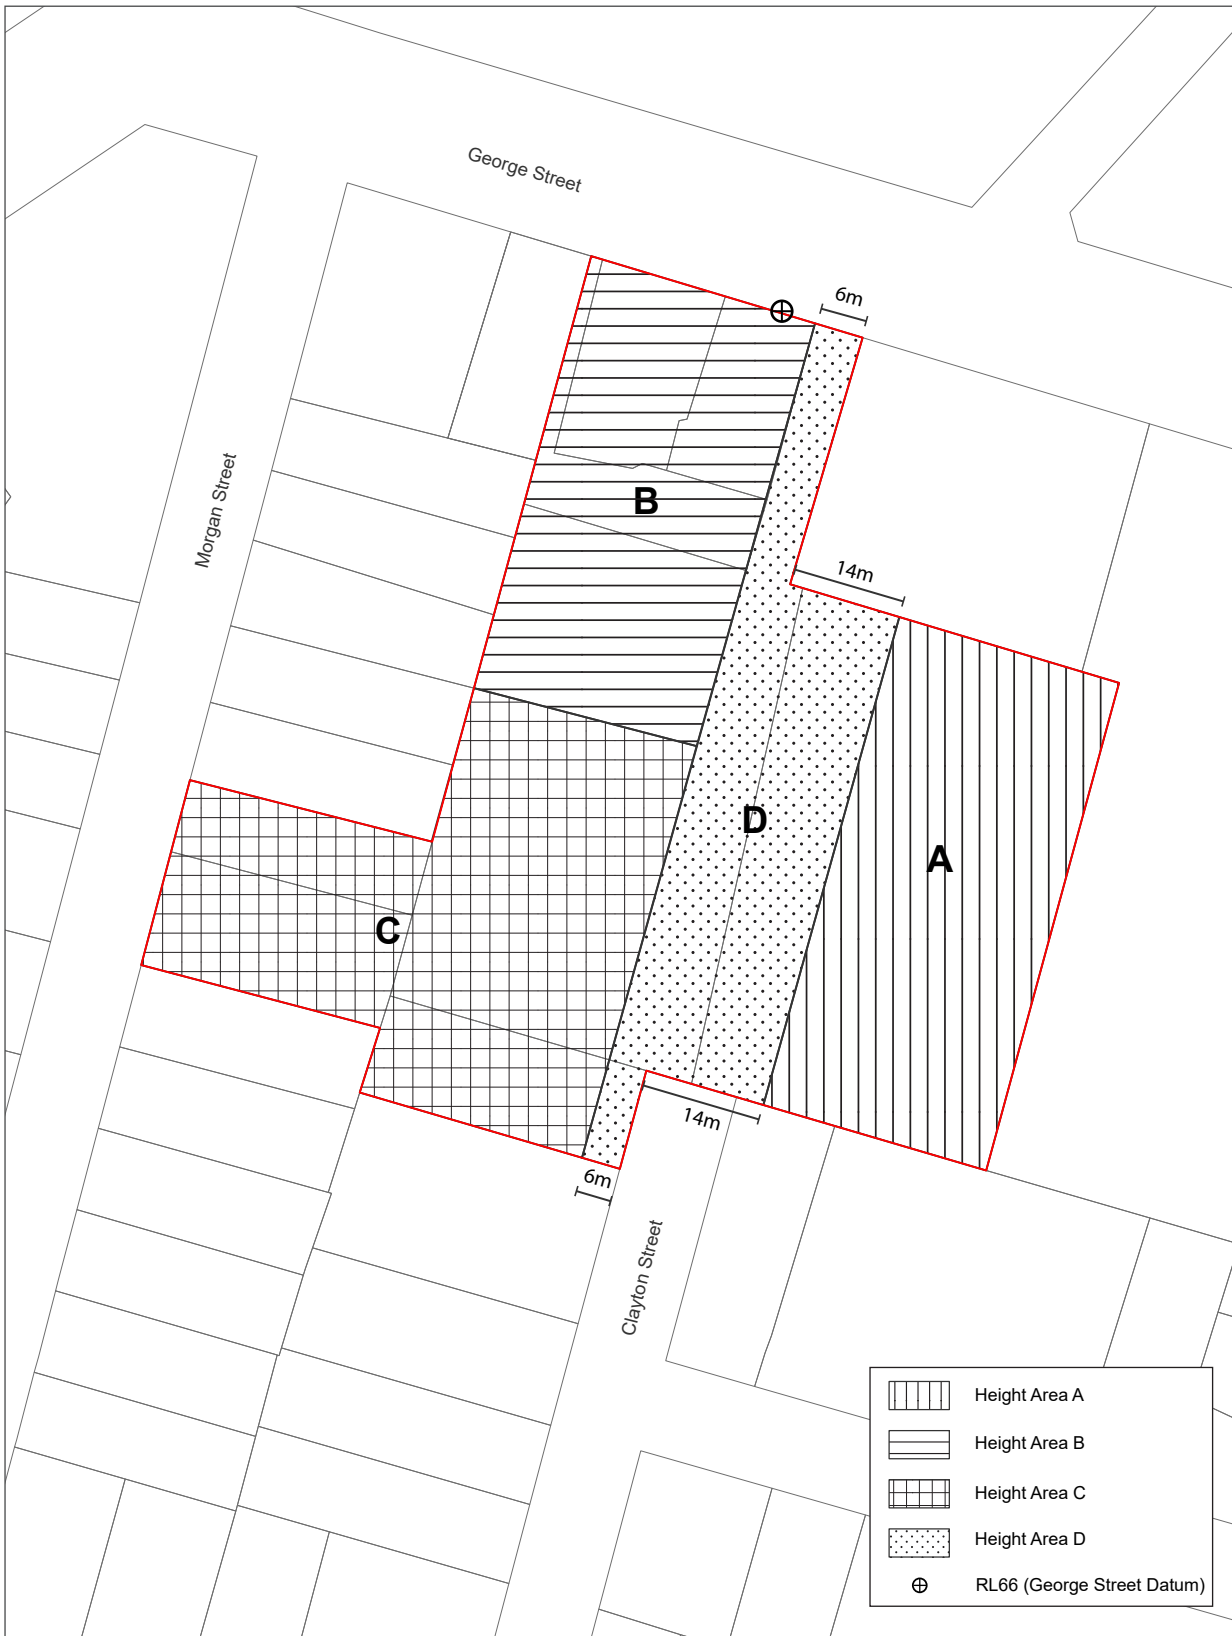 George Street
6m
Morgan Street
B
14m
D
A
C
14m
6m
Clayton Street
Height Area A
Height Area B
Height Area C
Height Area D
RL66 (George Street Datum)